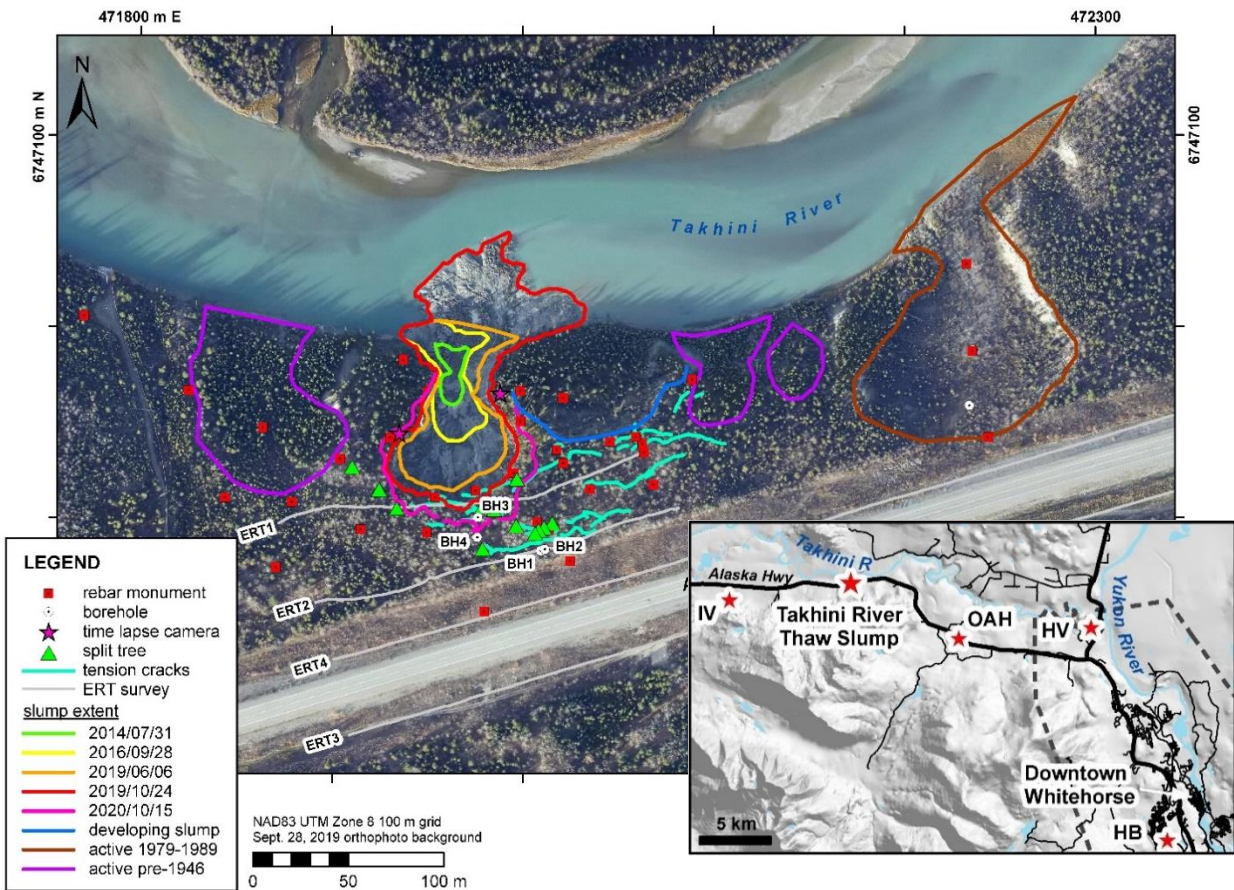 471800 m E
472300
N
6747100 m N
6747100
Takhini River
BH3
BH4
BH1
BH2
ERT1
ERT2
ERT4
ERT3
LEGEND
rebar monument
borehole
time lapse camera
split tree
tension cracks
ERT survey
slump extent
2014/07/31
2016/09/28
2019/06/06
2019/10/24
2020/10/15
developing slump
active 1979-1989
active pre-1946
NAD83 UTM Zone 8 100 m grid
Sept. 28, 2019 orthophoto background
0 50 100 m
Takhini R
Alaska Hwy
IV
Takhini River
Thaw Slump
OAH
HV
Yukon River
Downtown
Whitehorse
HB
5 km